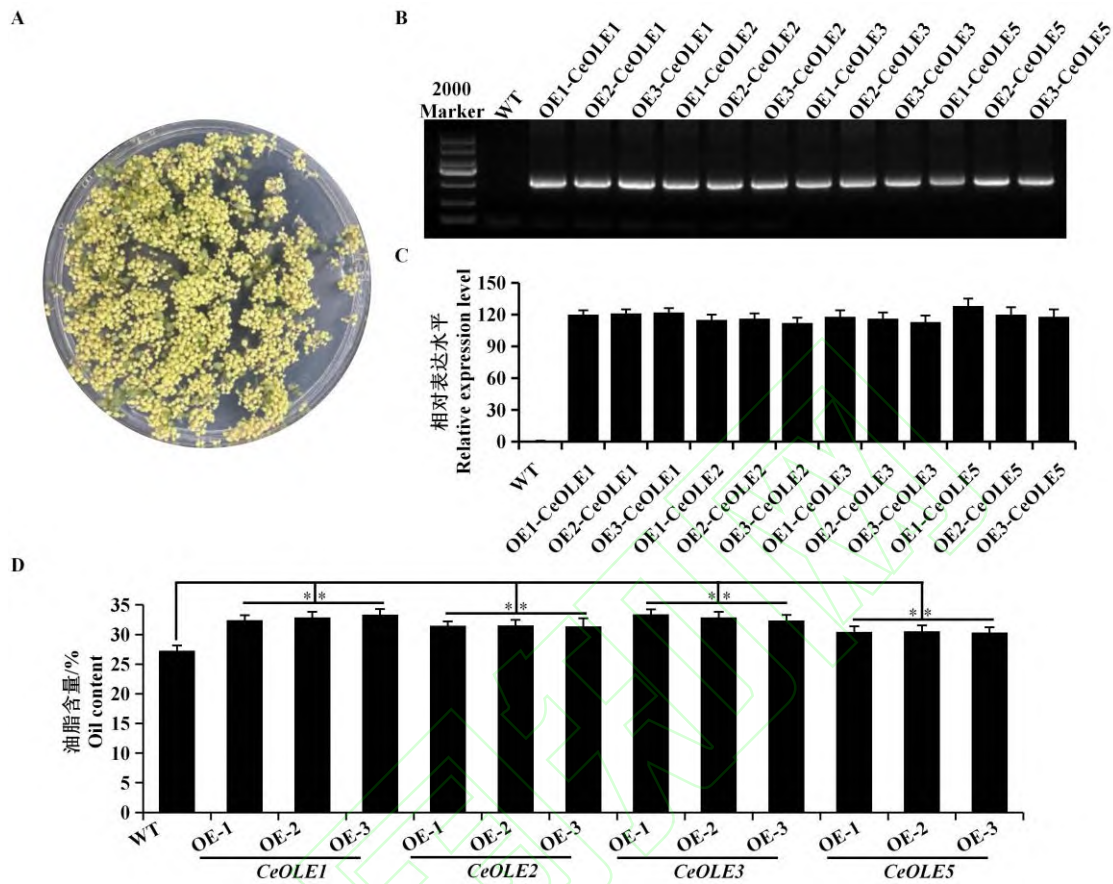 A
B
2000
Marker
WT
OE1-CeOLE1
OE2-CeOLE1
OE3-CeOLE1
OE1-CeOLE2
OE2-CeOLE2
OE3-CeOLE2
OE1-CeOLE3
OE2-CeOLE3
OE3-CeOLE3
OE1-CeOLE5
OE2-CeOLE5
OE3-CeOLE5
C
相对表达水平
Relative expression level
150
120
90
60
30
0
WT
OE1-CeOLE1
OE2-CeOLE1
OE3-CeOLE1
OE1-CeOLE2
OE2-CeOLE2
OE3-CeOLE2
OE1-CeOLE3
OE2-CeOLE3
OE3-CeOLE3
OE1-CeOLE5
OE2-CeOLE5
OE3-CeOLE5
D
油脂含量/%
Oil content
35
30
25
20
15
10
5
0
** ** ** **
WT OE-1 OE-2 OE-3 OE-1 OE-2 OE-3 OE-1 OE-2 OE-3 OE-1 OE-2 OE-3
CeOLE1 CeOLE2 CeOLE3 CeOLE5